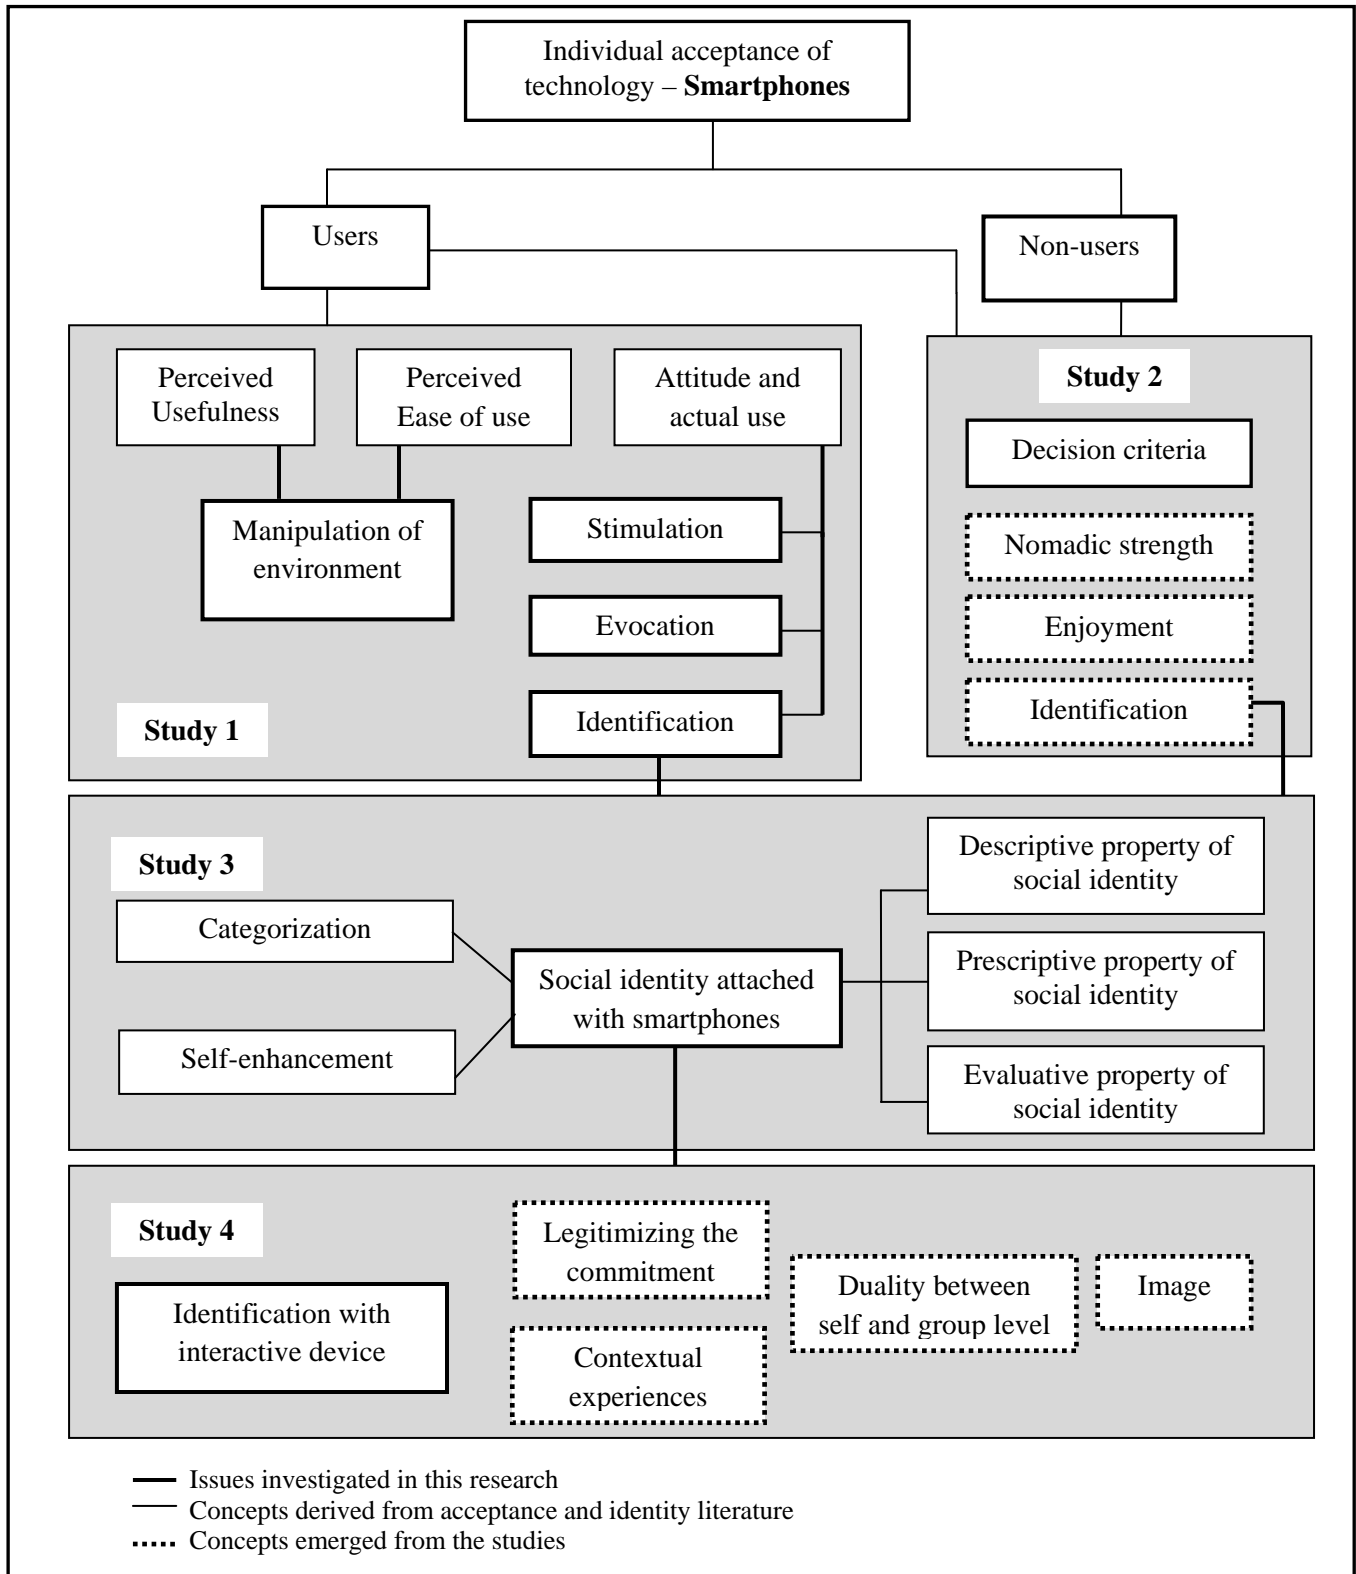 Individual acceptance of
technology – Smartphones
Users
Non-users
Perceived
Usefulness
Perceived
Ease of use
Attitude and
actual use
Manipulation of
environment
Stimulation
Evocation
Identification
Study 1
Study 2
Decision criteria
Nomadic strength
Enjoyment
Identification
Study 3
Categorization
Self-enhancement
Social identity attached
with smartphones
Descriptive property of
social identity
Prescriptive property of
social identity
Evaluative property of
social identity
Study 4
Identification with
interactive device
Legitimizing the
commitment
Contextual
experiences
Duality between
self and group level
Image
Issues investigated in this research
Concepts derived from acceptance and identity literature
Concepts emerged from the studies